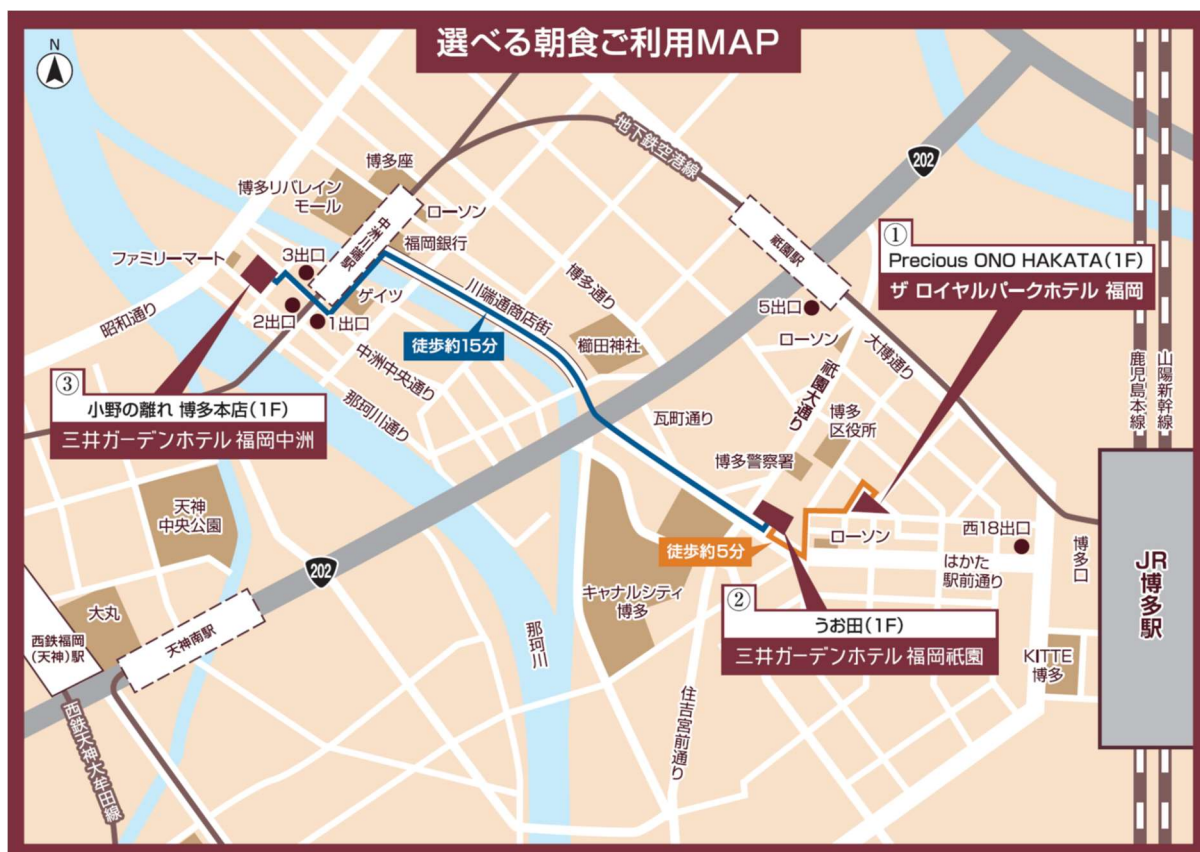 選べる朝食ご利用MAP
N
地下鉄空港線
202
博多座
博多リバレイン
モール
ローソン
中洲川端駅
福岡銀行
ファミリーマート
3出口
ゲイツ
2出口
1出口
昭和通り
川端通商店街
博多通り
祇園駅
5出口
ローソン
大博通り
①
Precious ONO HAKATA(1F)
ザ ロイヤルパークホテル 福岡
鹿児島本線
山陽新幹線
徒歩約15分
櫛田神社
中洲中央通り
那珂川通り
③
小野の離れ 博多本店(1F)
三井ガーデンホテル 福岡中洲
祇園大通り
瓦町通り
博多
区役所
博多警察署
天神
中央公園
ローソン
西18出口
徒歩約5分
はかた
駅前通り
博多口
JR博多駅
202
キャナルシティ
博多
②
うお田(1F)
三井ガーデンホテル 福岡祇園
大丸
天神南駅
西鉄福岡
(天神)駅
那珂川
KITTE
博多
住吉宮前通り
西鉄天神大牟田線